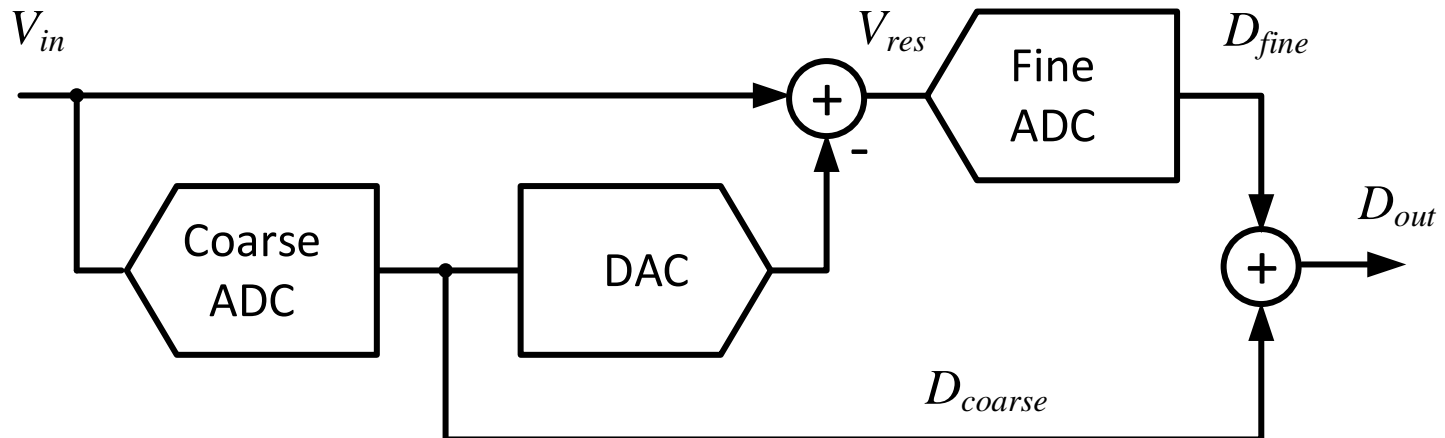 V_in
V_res
D_fine
Fine
ADC
+
-
Coarse
ADC
DAC
D_out
+
D_coarse